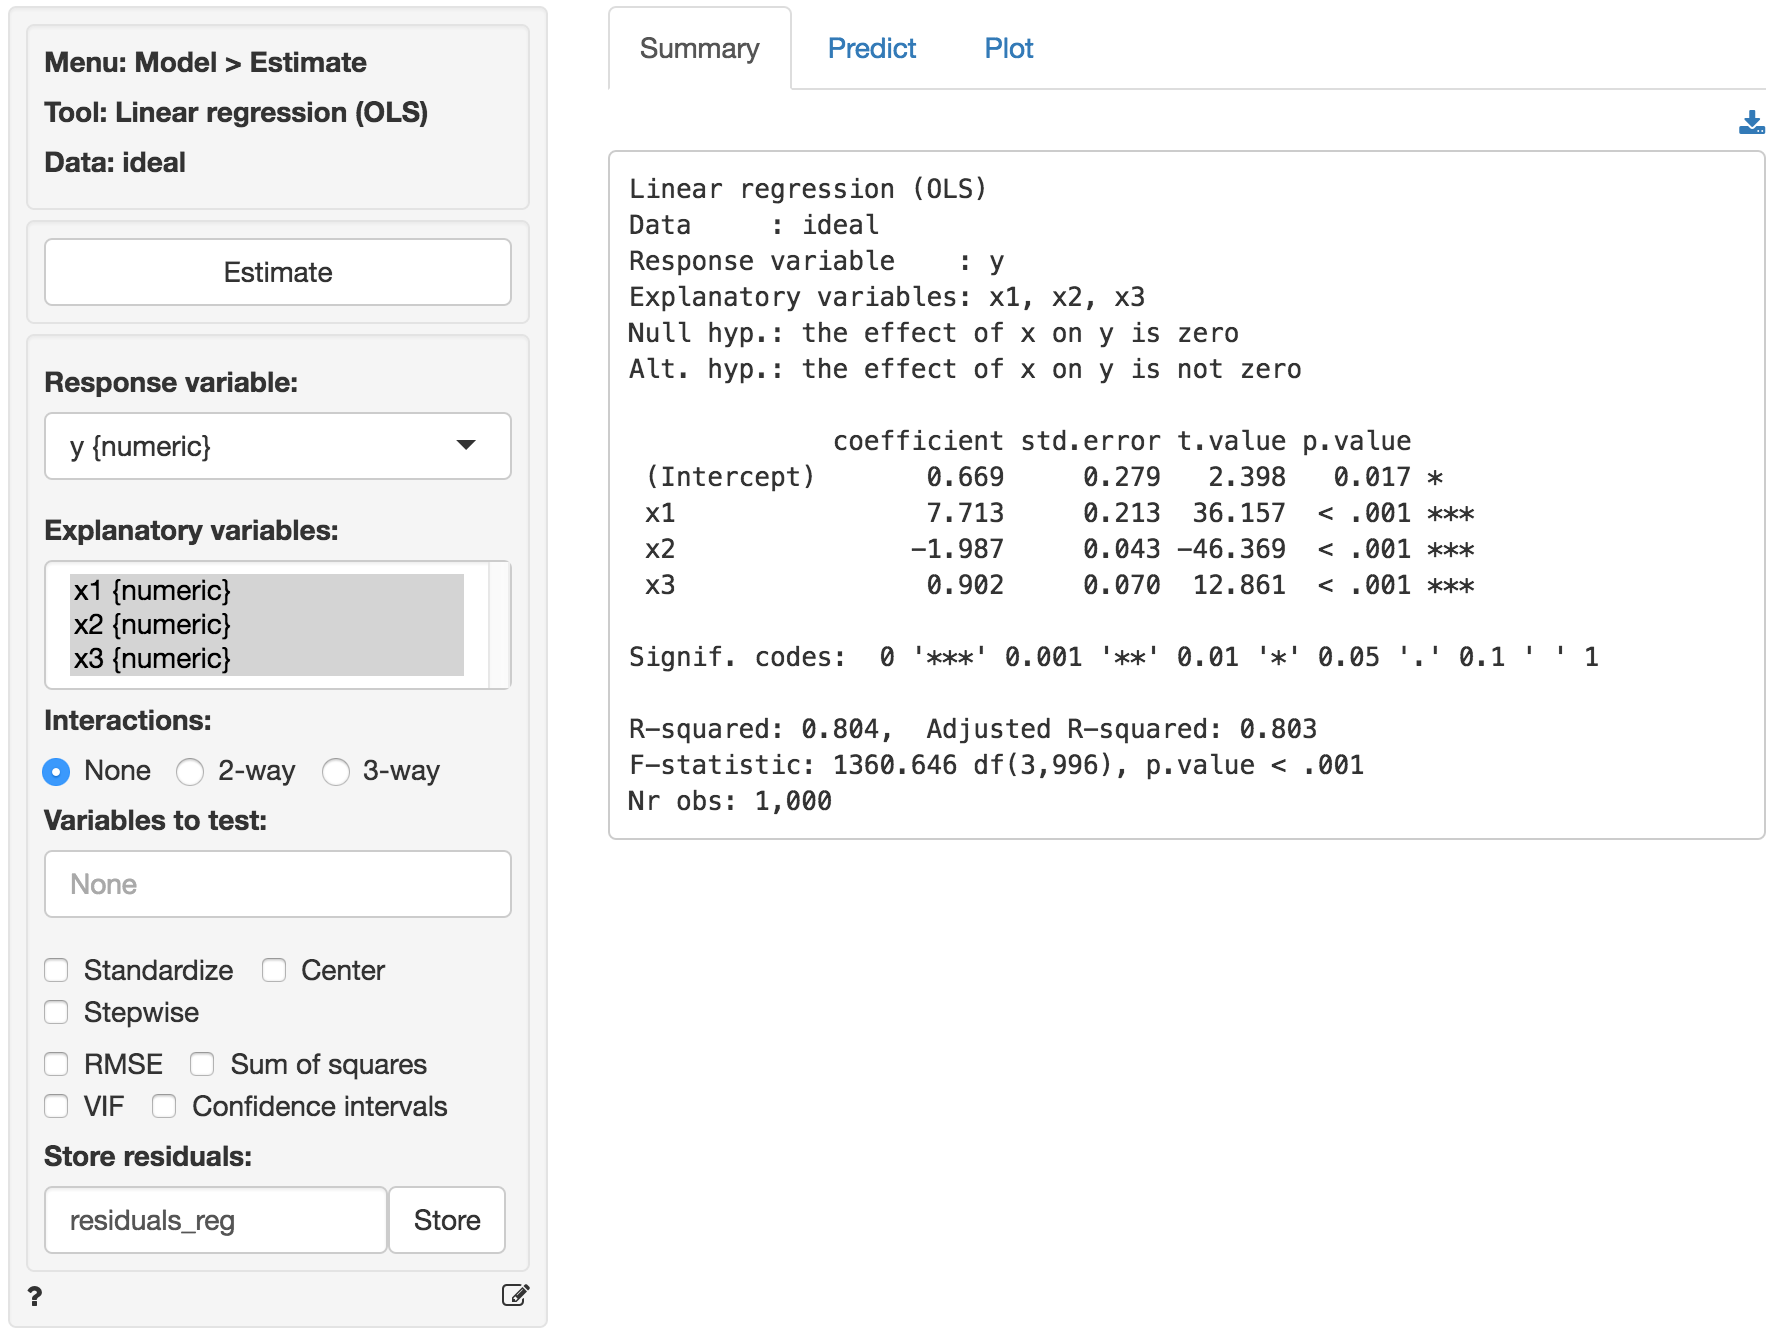 Menu: Model > Estimate
Tool: Linear regression (OLS)
Data: ideal
Estimate
Response variable:
y {numeric}
Explanatory variables:
x1 {numeric}
x2 {numeric}
x3 {numeric}
Interactions:
None 2-way 3-way
Variables to test:
None
Standardize Center
Stepwise
RMSE Sum of squares
VIF Confidence intervals
Store residuals:
residuals_reg Store
?
Summary Predict Plot
Linear regression (OLS)
Data     : ideal
Response variable    : y
Explanatory variables: x1, x2, x3
Null hyp.: the effect of x on y is zero
Alt. hyp.: the effect of x on y is not zero
coefficient std.error t.value p.value
(Intercept) 0.669 0.279 2.398 0.017 *
x1 7.713 0.213 36.157 < .001 ***
x2 −1.987 0.043 −46.369 < .001 ***
x3 0.902 0.070 12.861 < .001 ***
Signif. codes:  0 '***' 0.001 '**' 0.01 '*' 0.05 '.' 0.1 ' ' 1
R−squared: 0.804,  Adjusted R−squared: 0.803
F−statistic: 1360.646 df(3,996), p.value < .001
Nr obs: 1,000